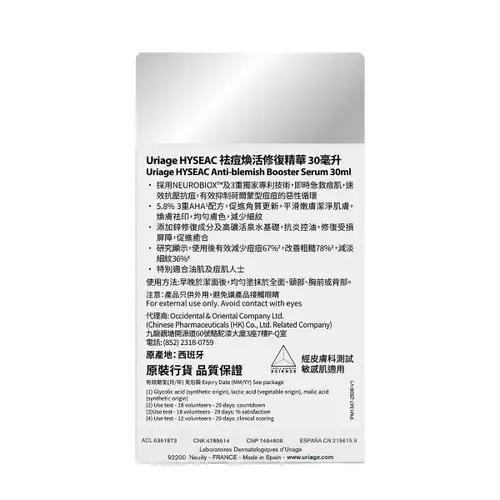 Uriage HYSEAC 祛痘煥活修復精華 30毫升
Uriage HYSEAC Anti-blemish Booster Serum 30ml
• 採用NEUROBIOX™及3重獨家專利技術，即時急救痘肌，速
效抗壓抗痘，有效抑制荷爾蒙型痘痘的惡性循環
• 5.8% 3重AHA¹配方，促進角質更新，平滑嫩膚潔淨肌膚，
煥膚祛印，均勻膚色，減少細紋
• 添加鋅修復成分及高礦活泉水基礎，抗炎控油，修復受損
屏障，促進癒合
• 研究顯示，使用後有效減少痘痘67%²，改善粗糙78%³，減淡
細紋36%⁴
• 特別適合油肌及痘肌人士
使用方法：早晚於潔面後，均勻塗抹於全面、頸部、胸前或背部。
注意：產品只供外用，避免讓產品接觸眼睛
For external use only. Avoid contact with eyes
代理商: Occidental & Oriental Company Ltd.
(Chinese Pharmaceuticals (HK) Co., Ltd. Related Company)
九龍觀塘開源道60號駱駝漆大廈3座7樓P-Q室
電話: (852) 2318-0759
原產地：西班牙
原裝行貨 品質保證
SCIENCE
經皮膚科測試
敏感肌適用
有效期至(月/年) 見包裝 Expiry Date (MM/YY) See package
(1) Glycolic acid (synthetic origin), lactic acid (vegetable origin), malic acid
(synthetic origin)
(2) Use test - 18 volunteers - 29 days: countdown
(3)Use test - 18 volunteers - 29 days: % satisfaction
(4) Use test - 12 volunteers - 29 days: clinical scoring
ACL 6361873 CNK 4785614 CNP 7484808 ESPAÑA CN 215615.9
Laboratoires Dermatologiques d'Uriage
92200 Neuilly - FRANCE - Made in Spain - www.uriage.com